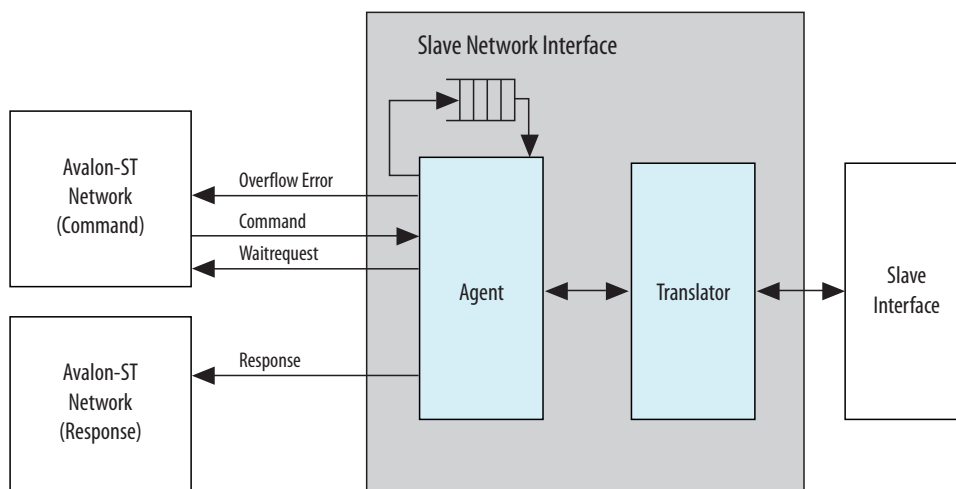 Slave Network Interface
Avalon-ST
Network
(Command)
Overflow Error
Command
Waitrequest
Agent
Translator
Slave
Interface
Avalon-ST
Network
(Response)
Response